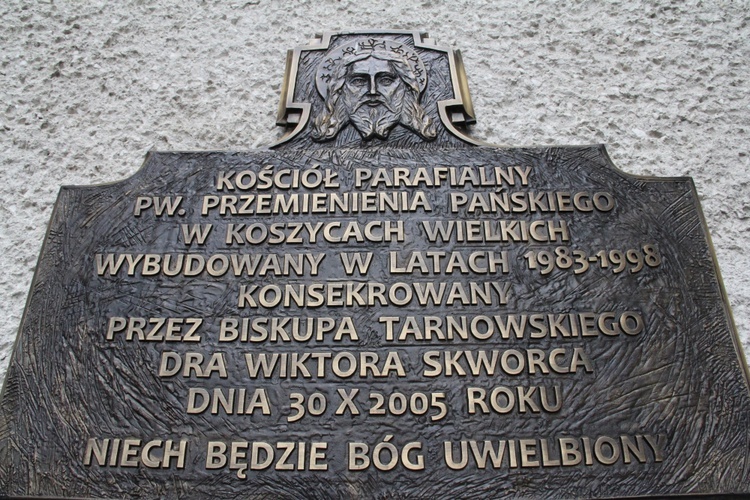 KOŚCIÓŁ PARAFIALNY
PW. PRZEMIENIENIA PAŃSKIEGO
W KOSZYCACH WIELKICH
WYBUDOWANY W LATACH 1983-1998
KONSEKROWANY
PRZEZ BISKUPA TARNOWSKIEGO
DRA WIKTORA SKWORCA
DNIA 30 X 2005 ROKU
NIECH BĘDZIE BÓG UWIELBIONY